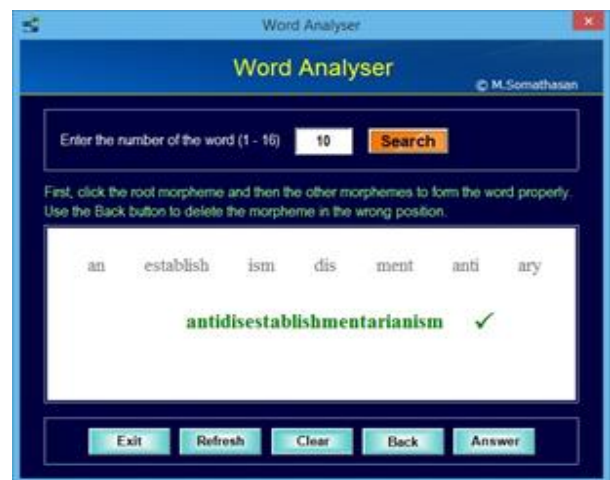 Word Analyser
Word Analyser
© M.Somathasan
Enter the number of the word (1 - 16) 10 Search
First, click the root morpheme and then the other morphemes to form the word properly.
Use the Back button to delete the morpheme in the wrong position.
an establish ism dis ment anti ary
antidisestablishmentarianism ✓
Exit Refresh Clear Back Answer